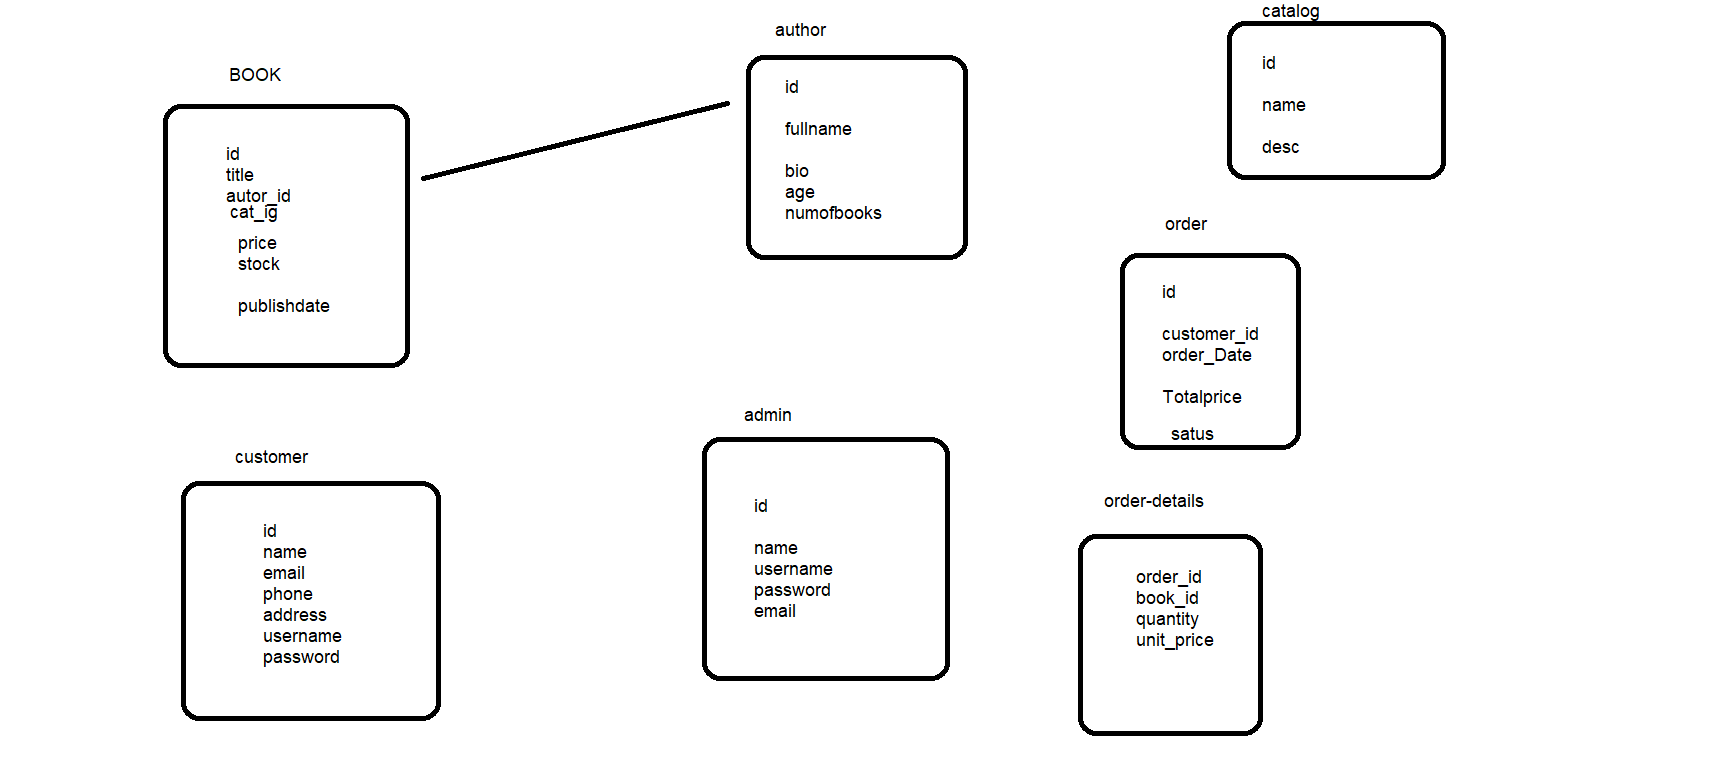 BOOK
id
title
autor_id
cat_ig
price
stock
publishdate
author
id
fullname
bio
age
numofbooks
catalog
id
name
desc
order
id
customer_id
order_Date
Totalprice
satus
customer
id
name
email
phone
address
username
password
admin
id
name
username
password
email
order-details
order_id
book_id
quantity
unit_price